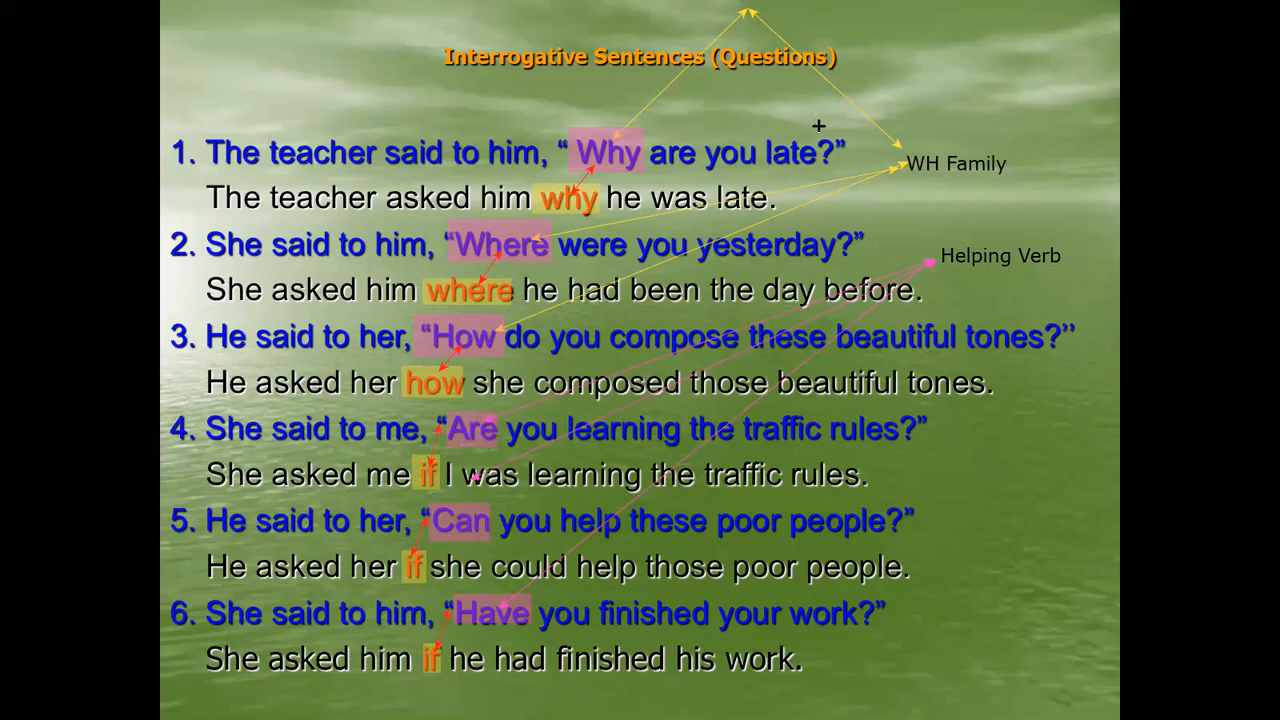 Interrogative Sentences (Questions)
1. The teacher said to him, “ Why are you late?”
WH Family
The teacher asked him why he was late.
2. She said to him, “Where were you yesterday?”
Helping Verb
She asked him where he had been the day before.
3. He said to her, “How do you compose these beautiful tones?’’
He asked her how she composed those beautiful tones.
4. She said to me, “Are you learning the traffic rules?”
She asked me if I was learning the traffic rules.
5. He said to her, “Can you help these poor people?”
He asked her if she could help those poor people.
6. She said to him, “Have you finished your work?”
She asked him if he had finished his work.